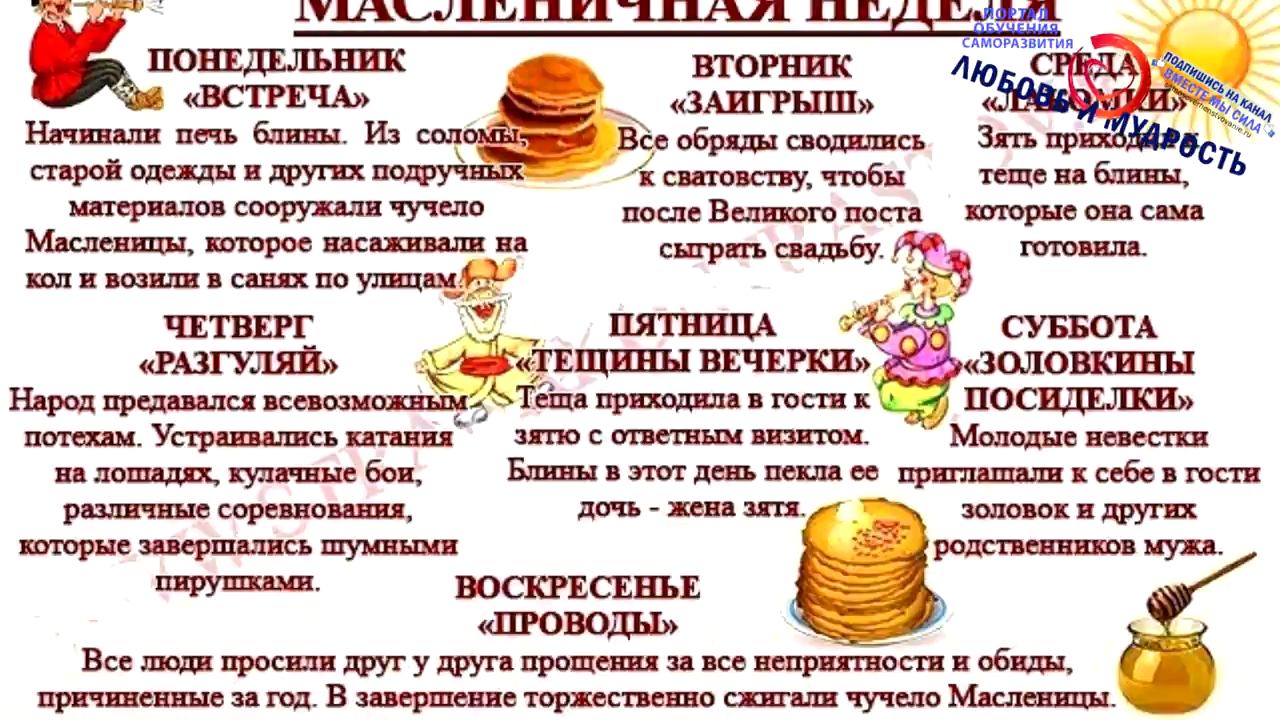 МАСЛЕНИЧНАЯ НЕДЕЛЯ
ПОНЕДЕЛЬНИК
«ВСТРЕЧА»
Начинали печь блины. Из соломы,
старой одежды и других подручных
материалов сооружали чучело
Масленицы, которое насаживали на
кол и возили в санях по улицам.
ВТОРНИК
«ЗАИГРЫШ»
Все обряды сводились
к сватовству, чтобы
после Великого поста
сыграть свадьбу.
СРЕДА
Зять
теще на блины,
которые она сама
готовила.
ПОРТАЛ
ОБУЧЕНИЯ
САМОРАЗВИТИЯ
ЛЮБОВЬ И МУДРОСТЬ
ПОДПИШИСЬ НА КАНАЛ
"ВМЕСТЕ МЫ СИЛА"
ЧЕТВЕРГ
«РАЗГУЛЯЙ»
Народ предавался всевозможным
потехам. Устраивались катания
на лошадях, кулачные бои,
различные соревнования,
которые завершались шумными
пирушками.
ПЯТНИЦА
«ТЕЩИНЫ ВЕЧЕРКИ»
Теща приходила в гости к
зятю с ответным визитом.
Блины в этот день пекла ее
дочь - жена зятя.
СУББОТА
«ЗОЛОВКИНЫ
ПОСИДЕЛКИ»
Молодые невестки
приглашали к себе в гости
золовок и других
родственников мужа.
ВОСКРЕСЕНЬЕ
«ПРОВОДЫ»
Все люди просили друг у друга прощения за все неприятности и обиды,
причиненные за год. В завершение торжественно сжигали чучело Масленицы.